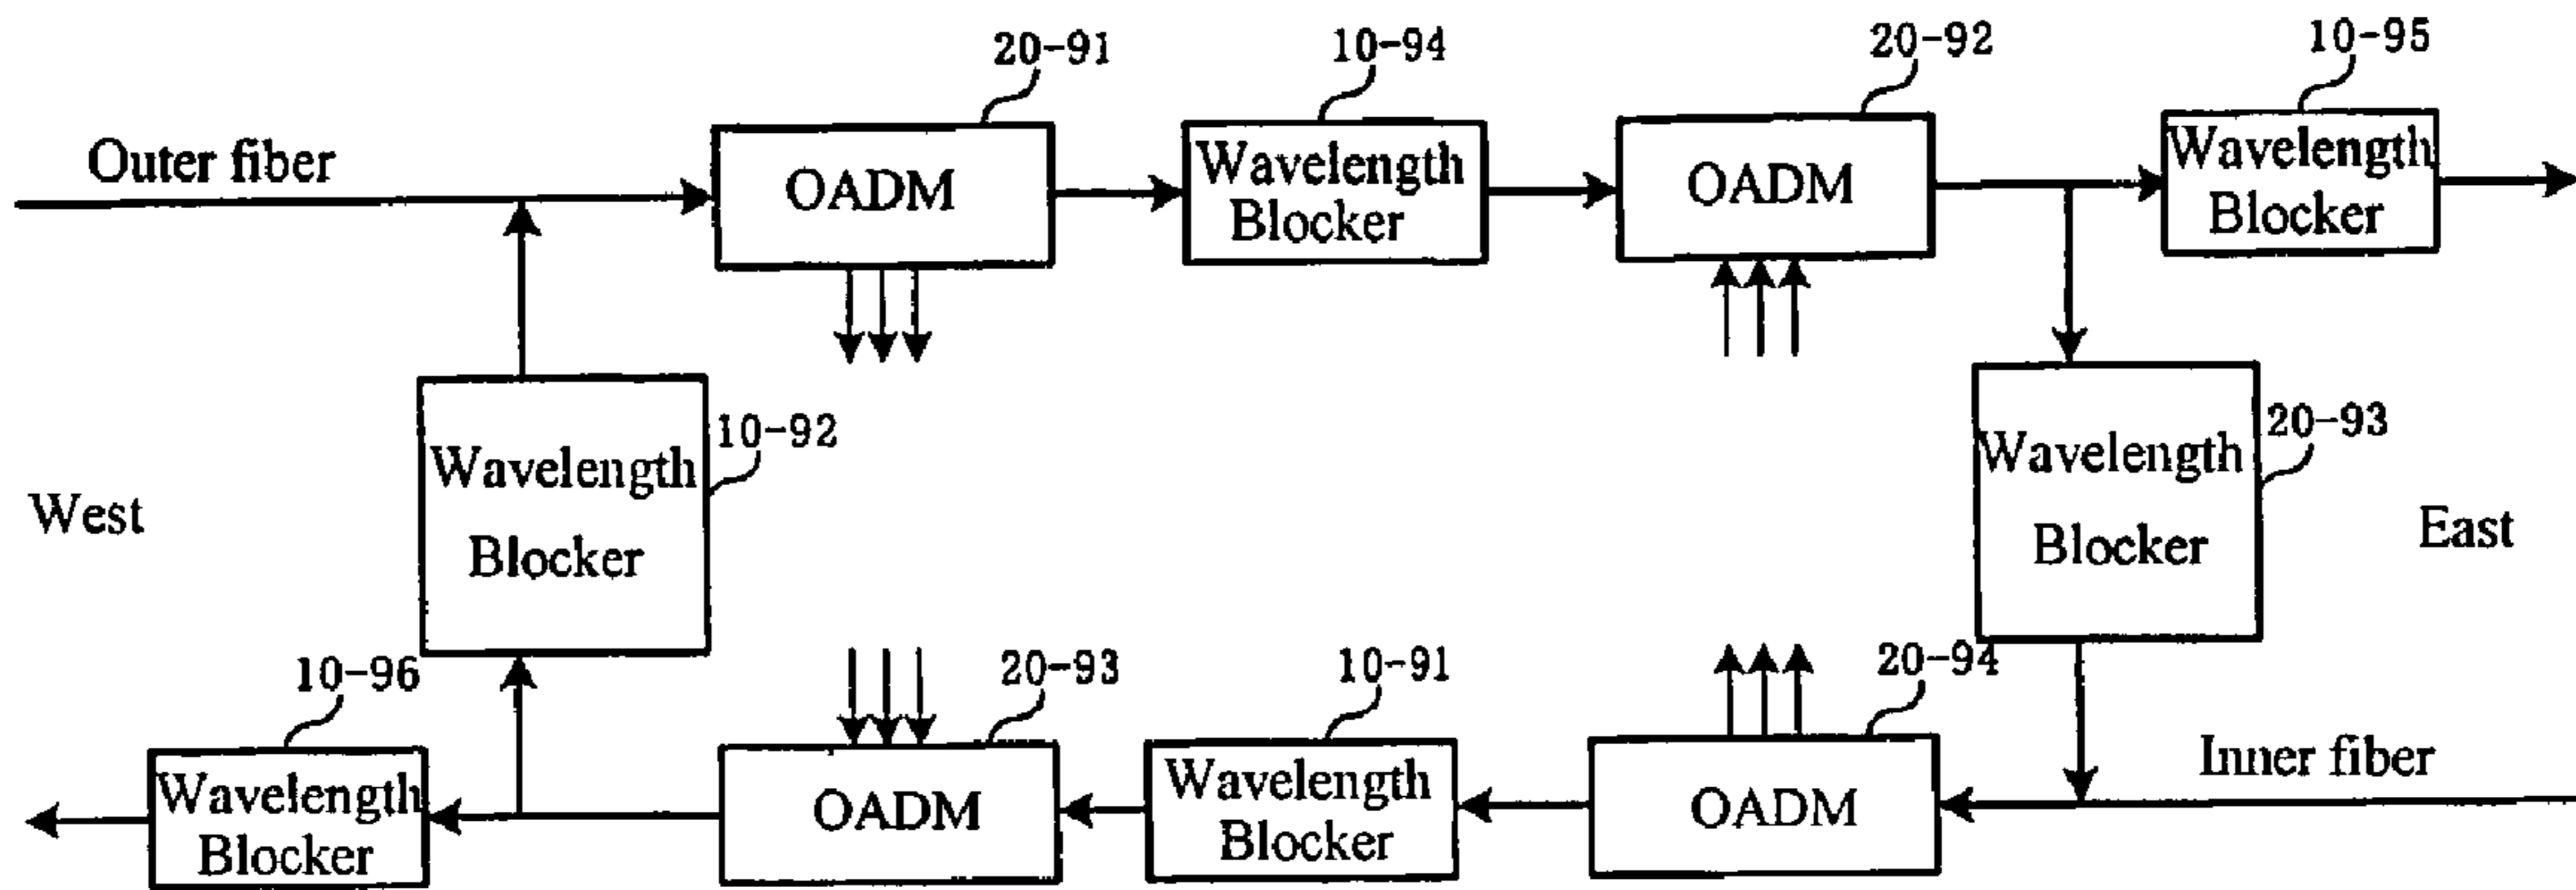 20-91
10-94
20-92
10-95
Outer fiber
OADM
Wavelength
Blocker
OADM
Wavelength
Blocker
West
Wavelength
Blocker
10-92
Wavelength
Blocker
20-93
East
10-96
20-93
10-91
20-94
Inner fiber
Wavelength
Blocker
OADM
Wavelength
Blocker
OADM